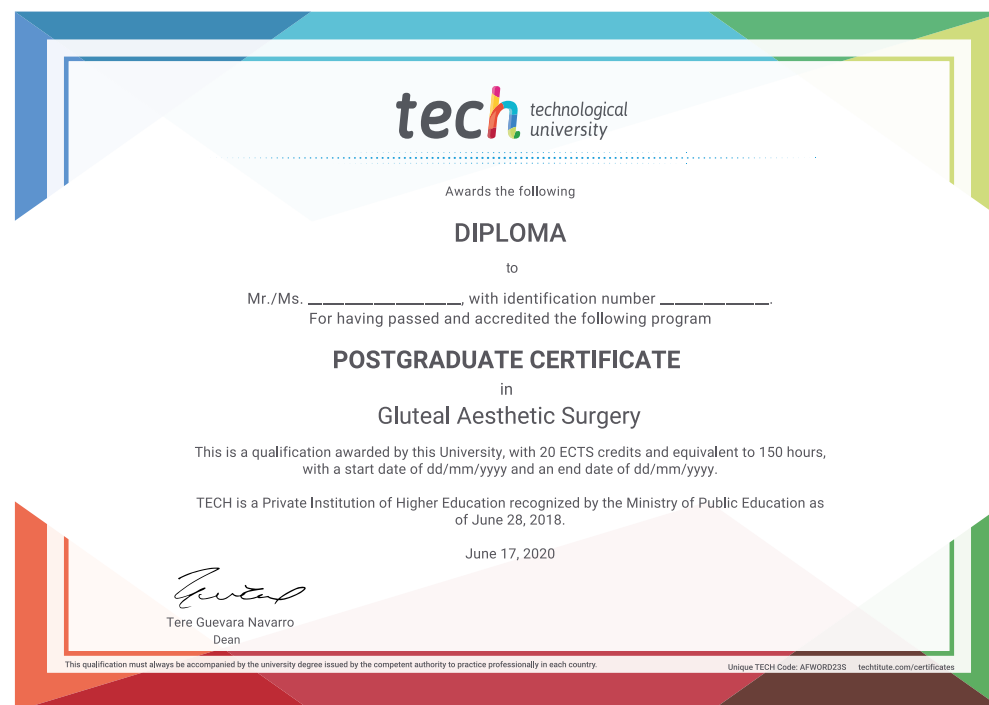 tech technological
university
Awards the following
DIPLOMA
to
Mr./Ms. ____________________, with identification number ______________.
For having passed and accredited the following program
POSTGRADUATE CERTIFICATE
in
Gluteal Aesthetic Surgery
This is a qualification awarded by this University, with 20 ECTS credits and equivalent to 150 hours,
with a start date of dd/mm/yyyy and an end date of dd/mm/yyyy.
TECH is a Private Institution of Higher Education recognized by the Ministry of Public Education as
of June 28, 2018.
June 17, 2020
Tere Guevara Navarro
Dean
This qualification must always be accompanied by the university degree issued by the competent authority to practice professionally in each country.
Unique TECH Code: AFWORD23S techtitute.com/certificates